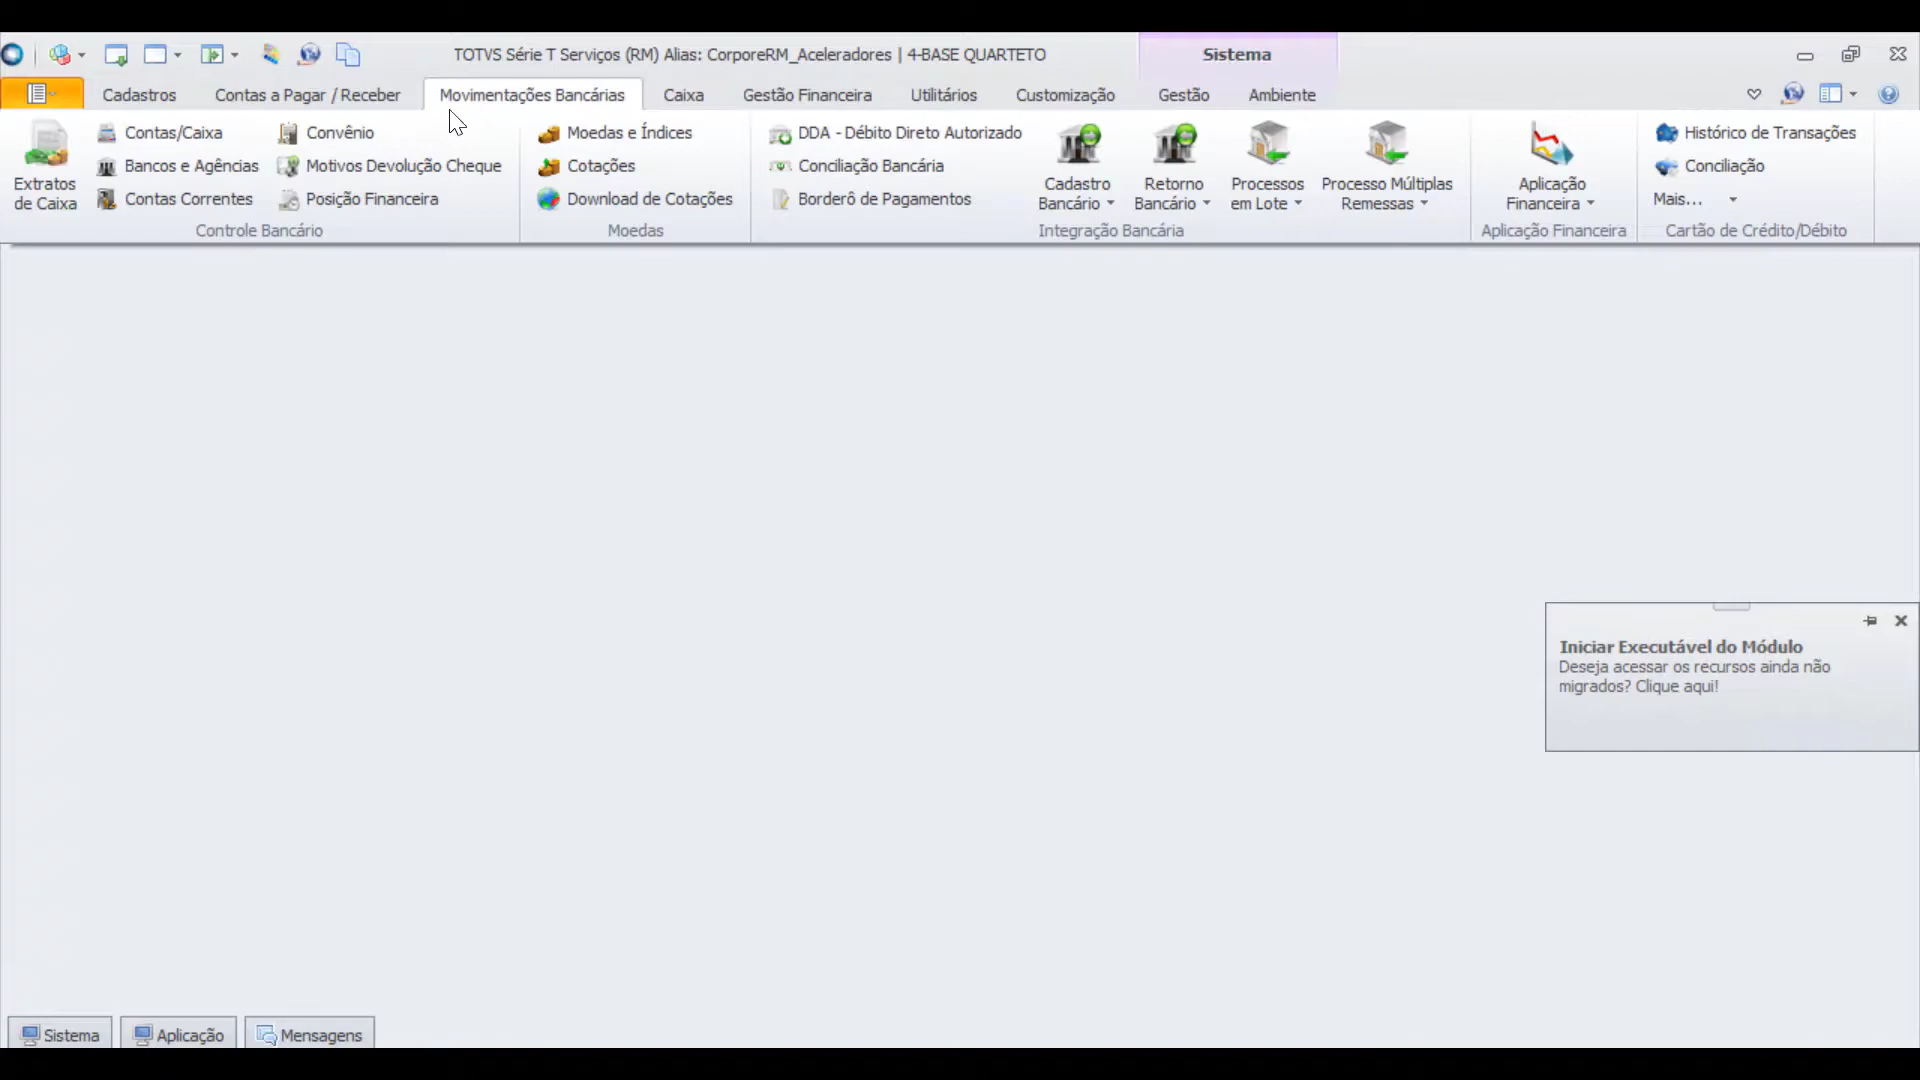 TOTVS Série T Serviços (RM) Alias: CorporeRM_Aceleradores | 4-BASE QUARTETO
Sistema
Cadastros
Contas a Pagar / Receber
Movimentações Bancárias
Caixa
Gestão Financeira
Utilitários
Customização
Gestão
Ambiente
Extratos
de Caixa
Contas/Caixa
Bancos e Agências
Contas Correntes
Convênio
Motivos Devolução Cheque
Posição Financeira
Controle Bancário
Moedas e Índices
Cotações
Download de Cotações
Moedas
DDA - Débito Direto Autorizado
Conciliação Bancária
Borderô de Pagamentos
Cadastro
Bancário
Retorno
Bancário
Processos
em Lote
Processo Múltiplas
Remessas
Integração Bancária
Aplicação
Financeira
Aplicação Financeira
Histórico de Transações
Conciliação
Mais...
Cartão de Crédito/Débito
Iniciar Executável do Módulo
Deseja acessar os recursos ainda não
migrados? Clique aqui!
Sistema
Aplicação
Mensagens